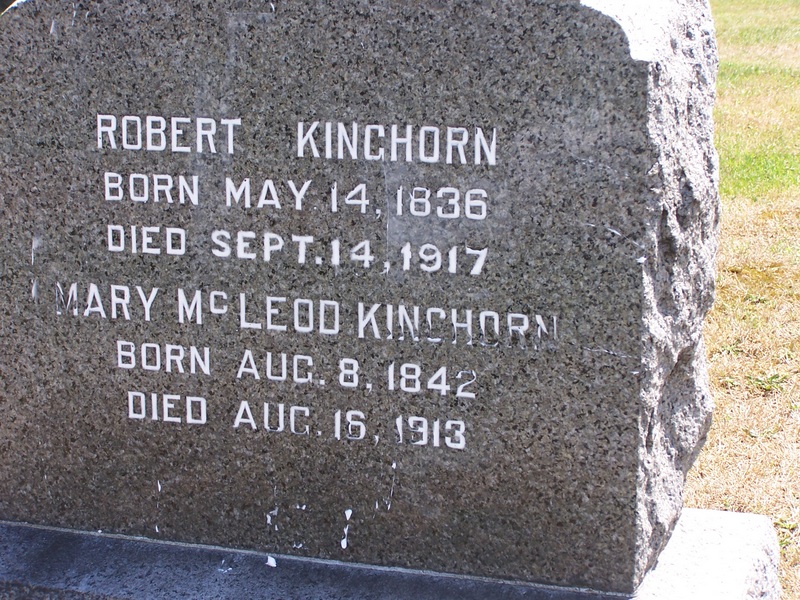 ROBERT KINGHORN
BORN MAY 14, 1836
DIED SEPT. 14, 1917
MARY McLEOD KINGHORN
BORN AUG. 8, 1842
DIED AUG. 16, 1913